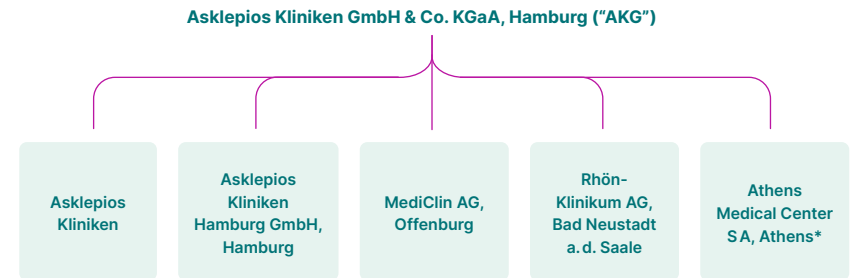 Asklepios Kliniken GmbH & Co. KGaA, Hamburg (“AKG”)
Asklepios
Kliniken
Asklepios
Kliniken
Hamburg GmbH,
Hamburg
MediClin AG,
Offenburg
Rhön-
Klinikum AG,
Bad Neustadt
a. d. Saale
Athens
Medical Center
SA, Athens*